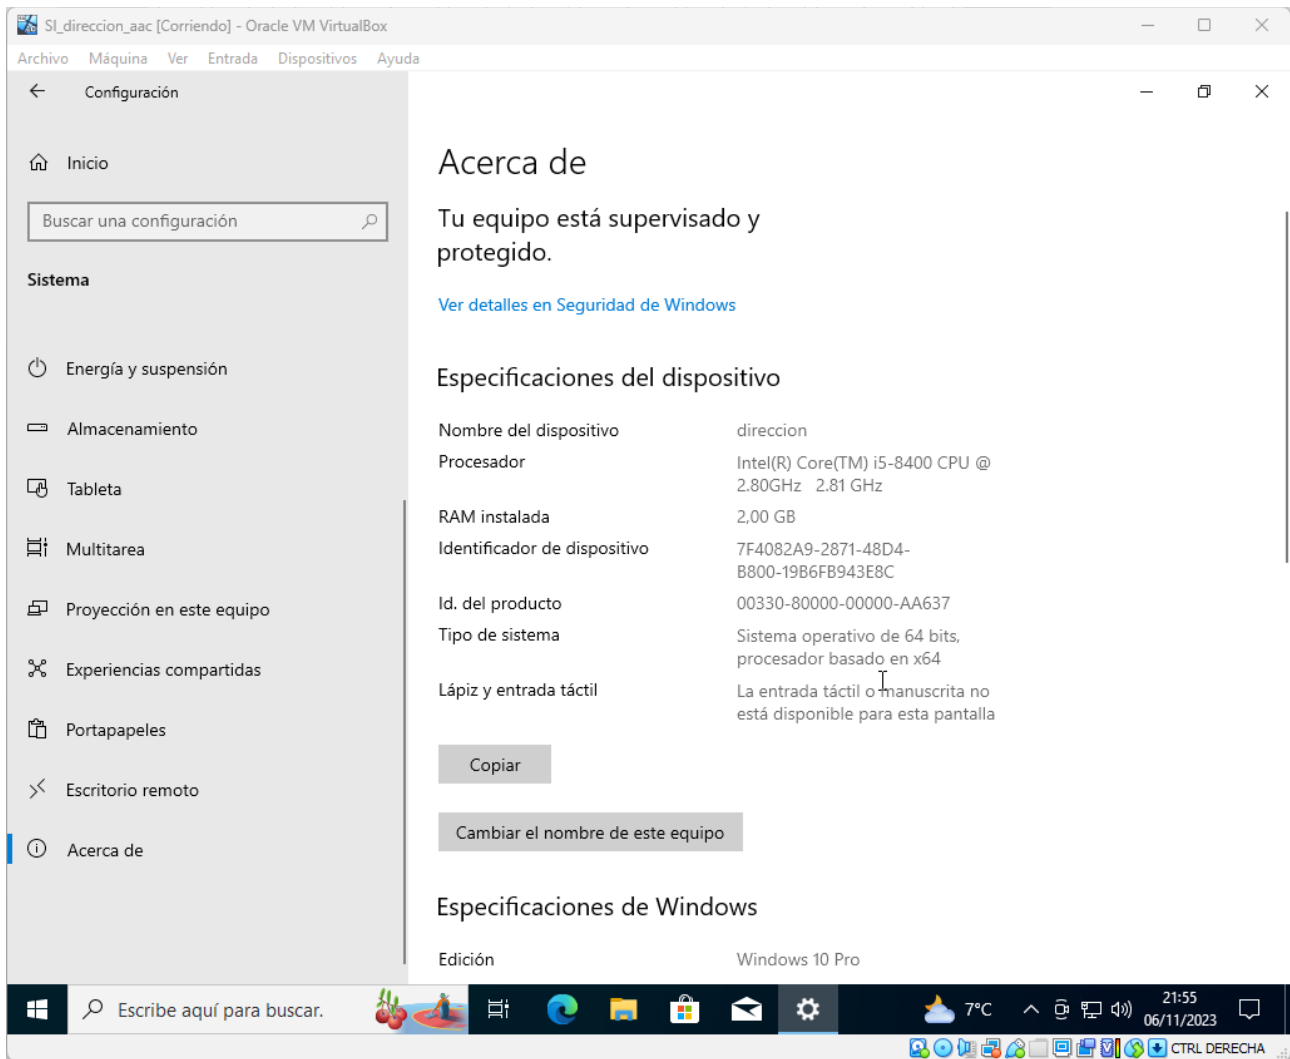 SI_direccion_aac [Corriendo] - Oracle VM VirtualBox
Archivo Máquina Ver Entrada Dispositivos Ayuda
Configuración
Inicio
Buscar una configuración
Sistema
Energía y suspensión
Almacenamiento
Tableta
Multitarea
Proyección en este equipo
Experiencias compartidas
Portapapeles
Escritorio remoto
Acerca de
Acerca de
Tu equipo está supervisado y
protegido.
Ver detalles en Seguridad de Windows
Especificaciones del dispositivo
Nombre del dispositivo direccion
Procesador Intel(R) Core(TM) i5-8400 CPU @
2.80GHz 2.81 GHz
RAM instalada 2,00 GB
Identificador de dispositivo 7F4082A9-2871-48D4-
B800-19B6FB943E8C
Id. del producto 00330-80000-00000-AA637
Tipo de sistema Sistema operativo de 64 bits,
procesador basado en x64
Lápiz y entrada táctil La entrada táctil o manuscrita no
está disponible para esta pantalla
Copiar
Cambiar el nombre de este equipo
Especificaciones de Windows
Edición Windows 10 Pro
Escribe aquí para buscar.
7°C
21:55
06/11/2023
CTRL DERECHA